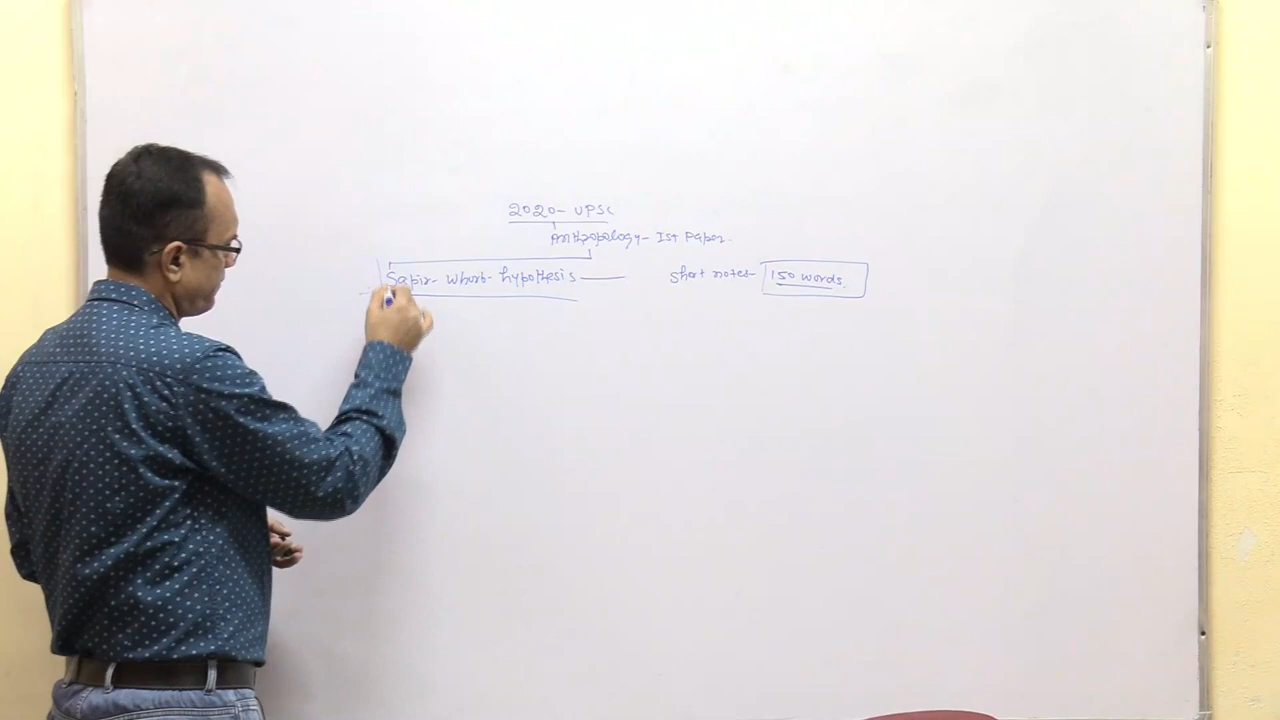 2020- UPSC
Anthropology- Ist Paper.
Sapir- Whorf- hypothesis — Short notes- 150 words.